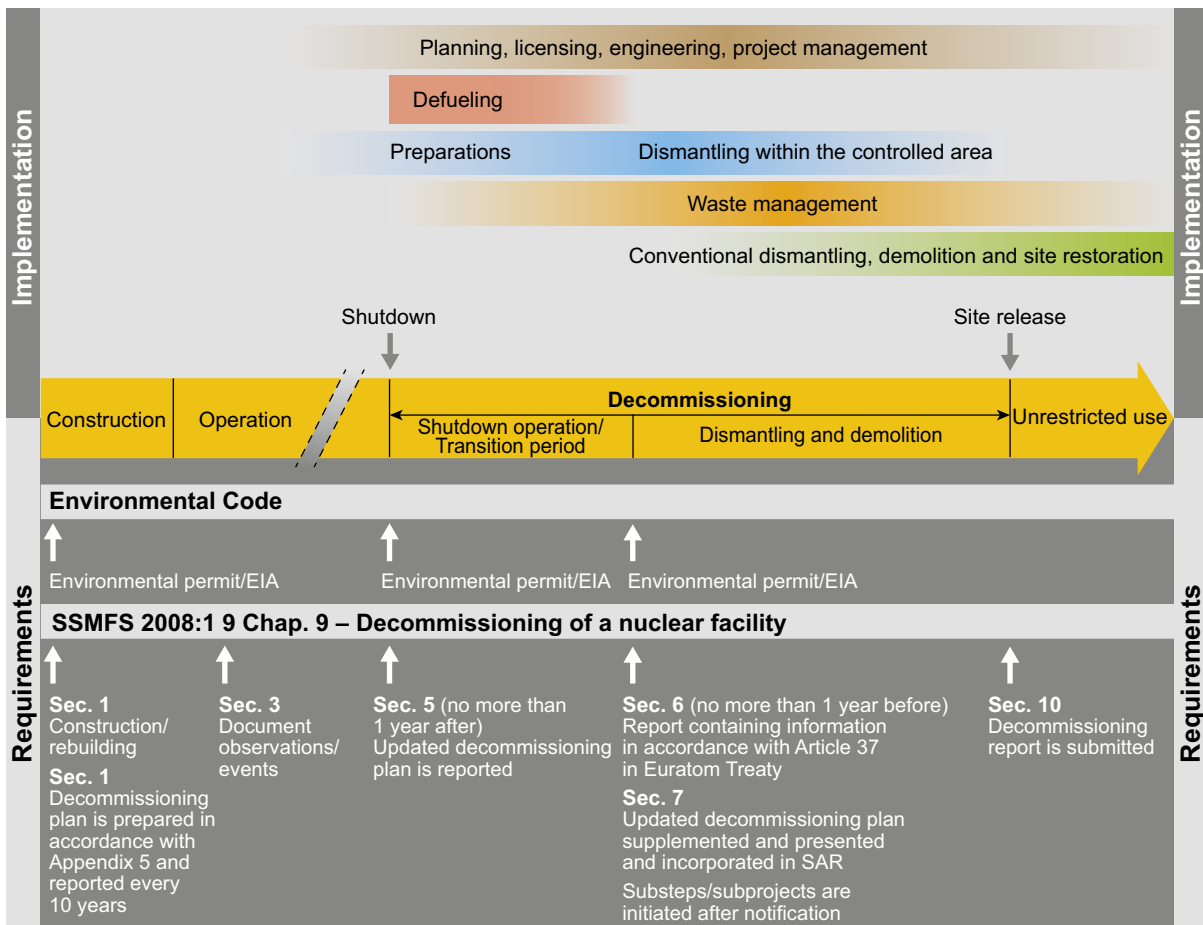 Implementation
Implementation
Planning, licensing, engineering, project management
Defueling
Preparations
Dismantling within the controlled area
Waste management
Conventional dismantling, demolition and site restoration
Shutdown
Site release
Construction
Operation
Decommissioning
Shutdown operation/
Transition period
Dismantling and demolition
Unrestricted use
Requirements
Requirements
Environmental Code
Environmental permit/EIA
Environmental permit/EIA
Environmental permit/EIA
SSMFS 2008:1 9 Chap. 9 – Decommissioning of a nuclear facility
Sec. 1
Construction/
rebuilding
Sec. 1
Decommissioning
plan is prepared in
accordance with
Appendix 5 and
reported every
10 years
Sec. 3
Document
observations/
events
Sec. 5 (no more than
1 year after)
Updated decommissioning
plan is reported
Sec. 6 (no more than 1 year before)
Report containing information
in accordance with Article 37
in Euratom Treaty
Sec. 7
Updated decommissioning plan
supplemented and presented
and incorporated in SAR
Substeps/subprojects are
initiated after notification
Sec. 10
Decommissioning
report is submitted